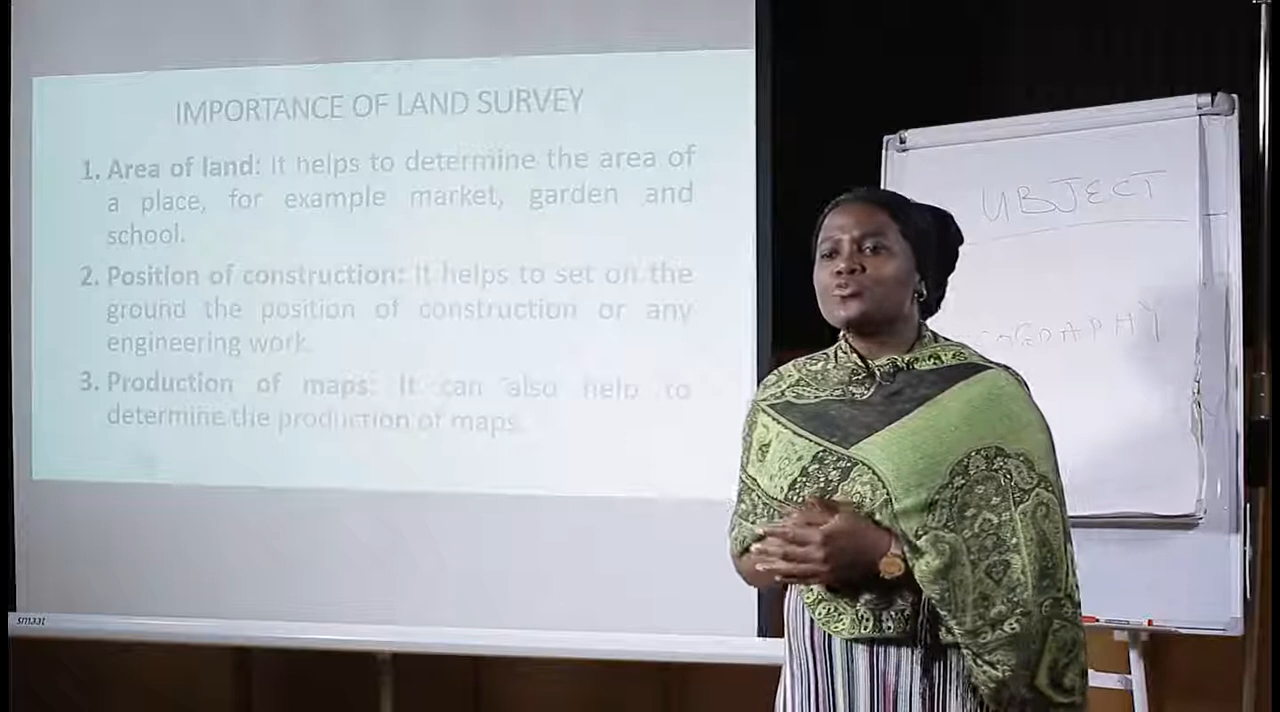 IMPORTANCE OF LAND SURVEY
1. Area of land: It helps to determine the area of
a place, for example market, garden and
school.
2. Position of construction: It helps to set on the
ground the position of construction or any
engineering work.
3. Production of maps: It can also help to
determine the production of maps.
smaat
UBJECT